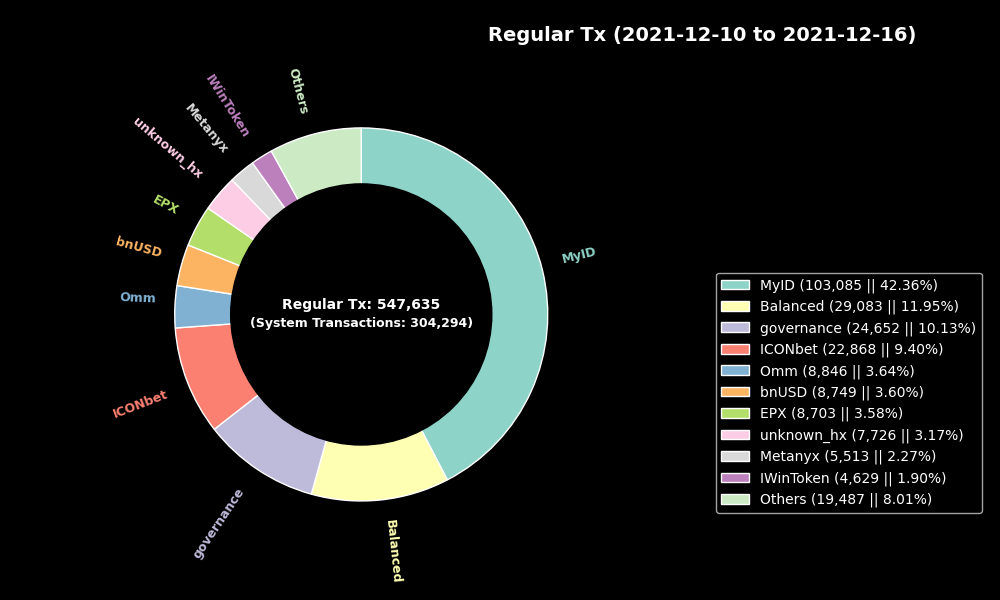 Regular Tx (2021-12-10 to 2021-12-16)
Others
IWinToken
Metanyx
unknown_hx
EPX
bnUSD
Omm
ICONbet
governance
Balanced
MyID
Regular Tx: 547,635
(System Transactions: 304,294)
MyID (103,085 || 42.36%)
Balanced (29,083 || 11.95%)
governance (24,652 || 10.13%)
ICONbet (22,868 || 9.40%)
Omm (8,846 || 3.64%)
bnUSD (8,749 || 3.60%)
EPX (8,703 || 3.58%)
unknown_hx (7,726 || 3.17%)
Metanyx (5,513 || 2.27%)
IWinToken (4,629 || 1.90%)
Others (19,487 || 8.01%)